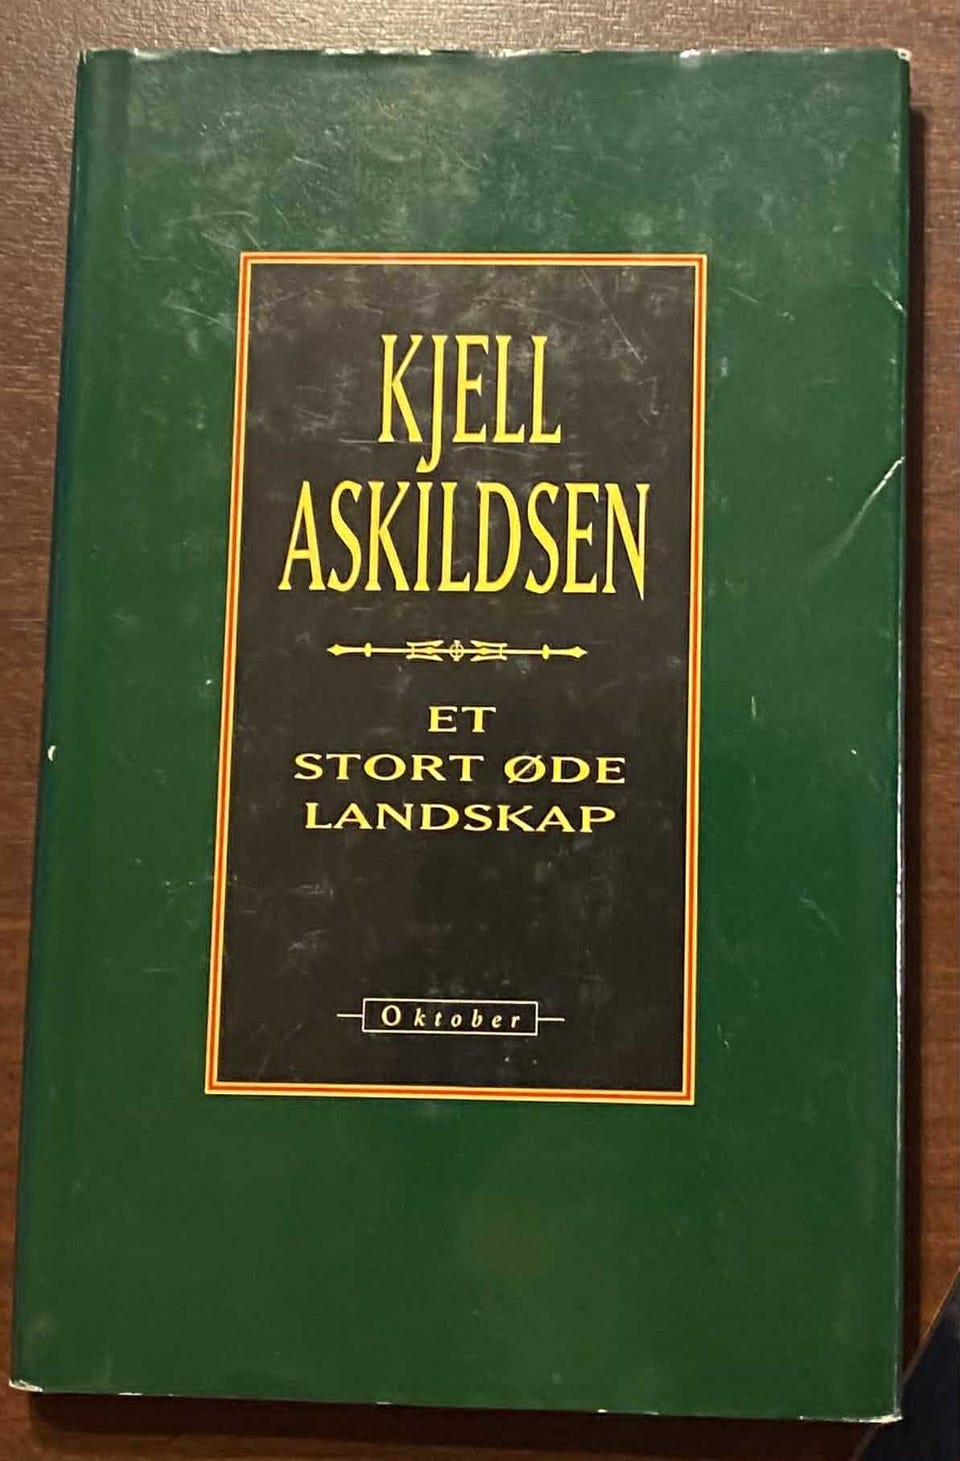 KJELL
ASKILDSEN
ET
STORT ØDE
LANDSKAP
Oktober